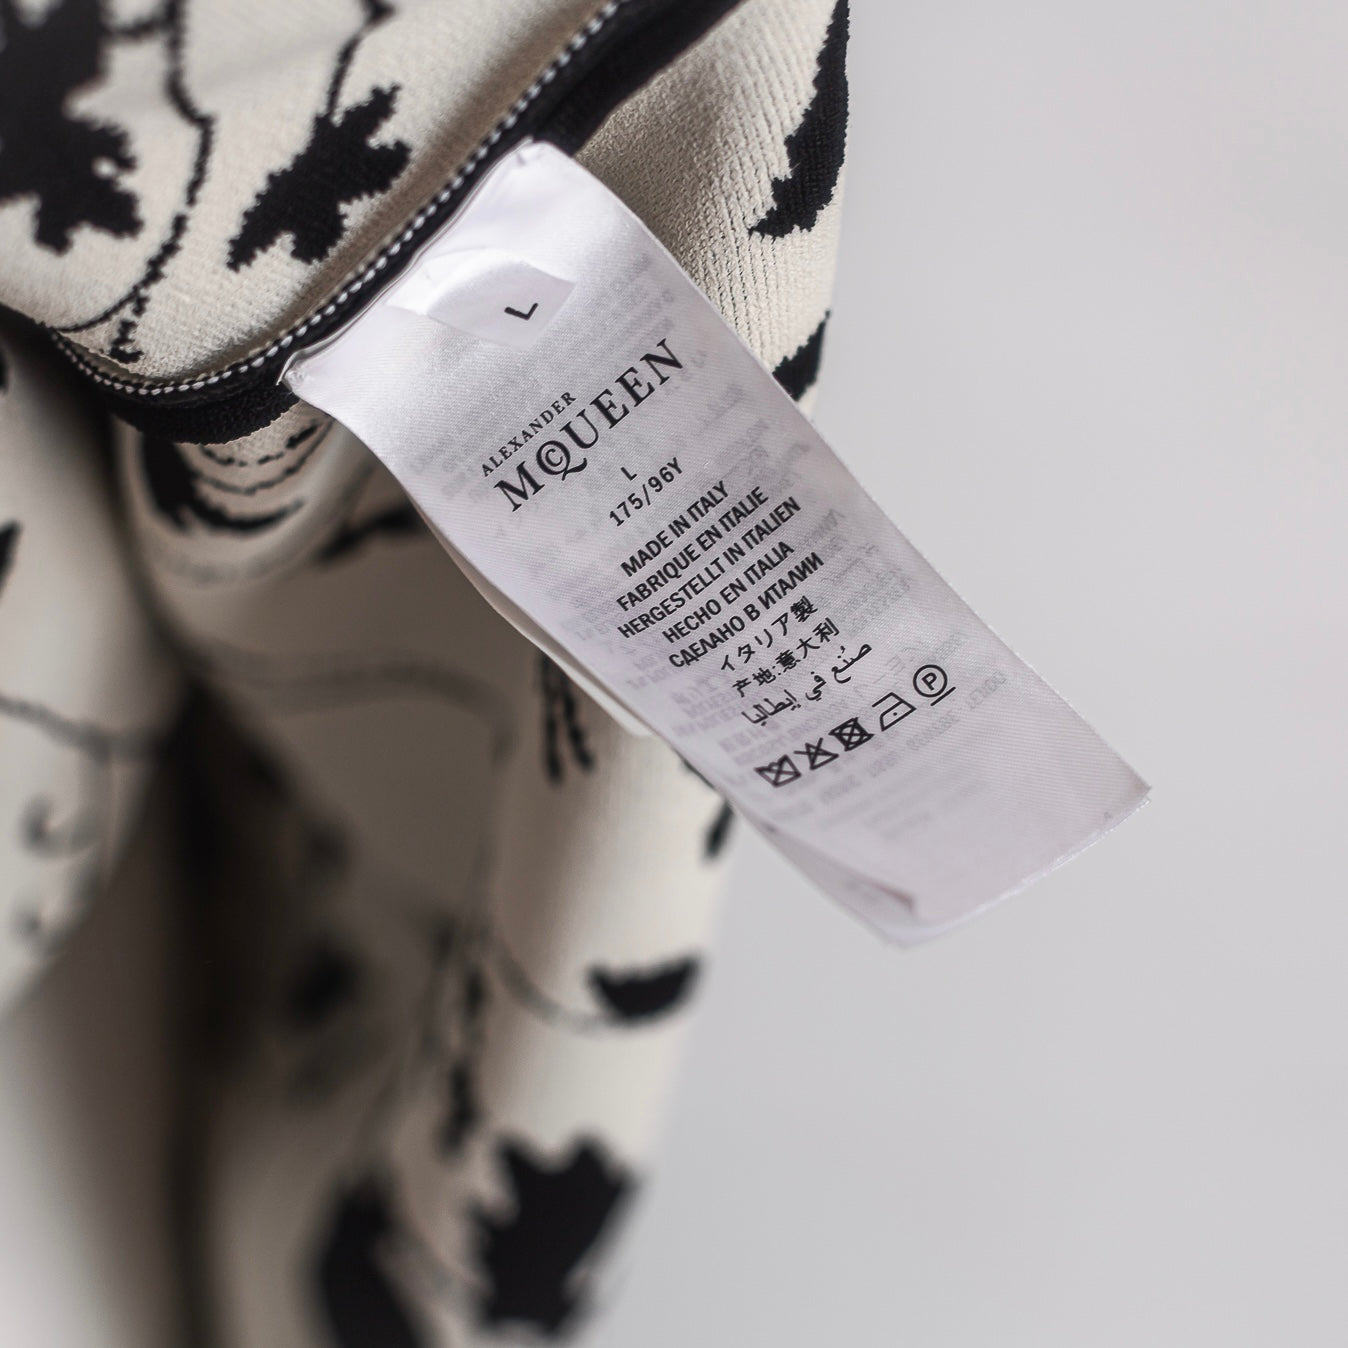 L
ALEXANDER
McQUEEN
L
175/96Y
MADE IN ITALY
FABRIQUE EN ITALIE
HERGESTELLT IN ITALIEN
HECHO EN ITALIA
СДЕЛАНО В ИТАЛИИ
イタリア製
产地:意大利
صُنع في إيطاليا
P